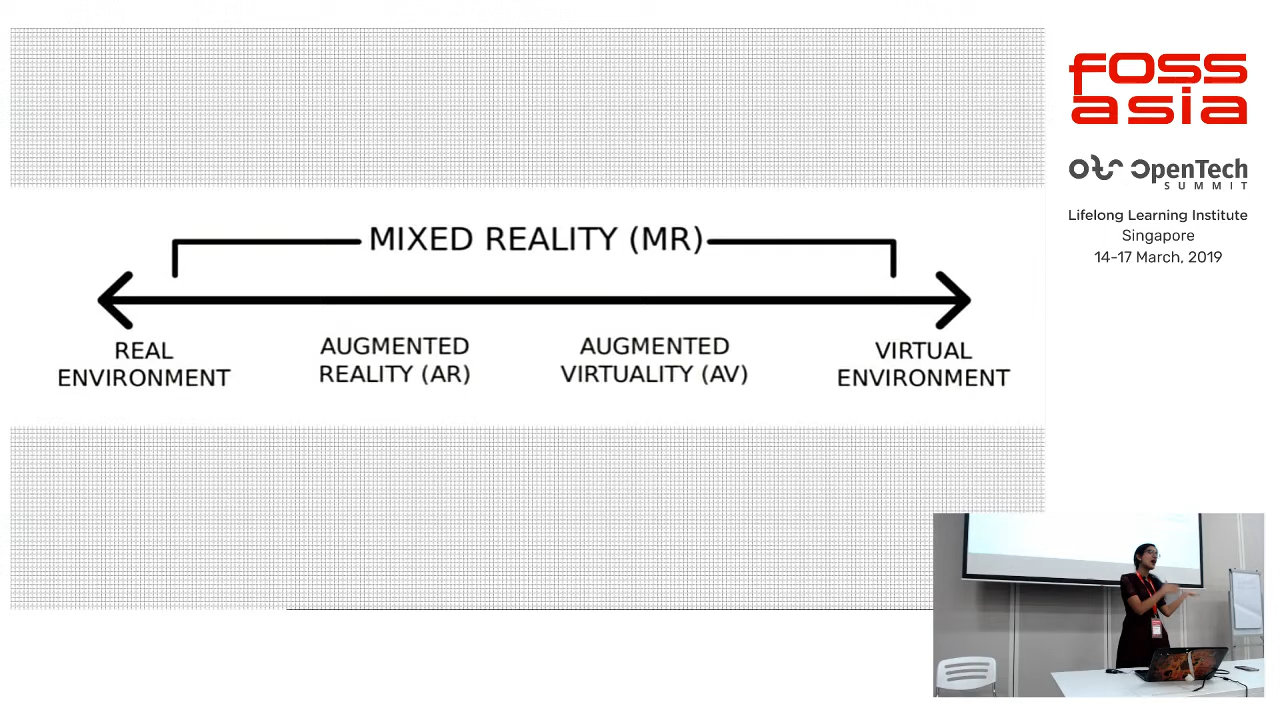 MIXED REALITY (MR)
REAL
ENVIRONMENT
AUGMENTED
REALITY (AR)
AUGMENTED
VIRTUALITY (AV)
VIRTUAL
ENVIRONMENT
foss
asia
OpenTech
SUMMIT
Lifelong Learning Institute
Singapore
14-17 March, 2019